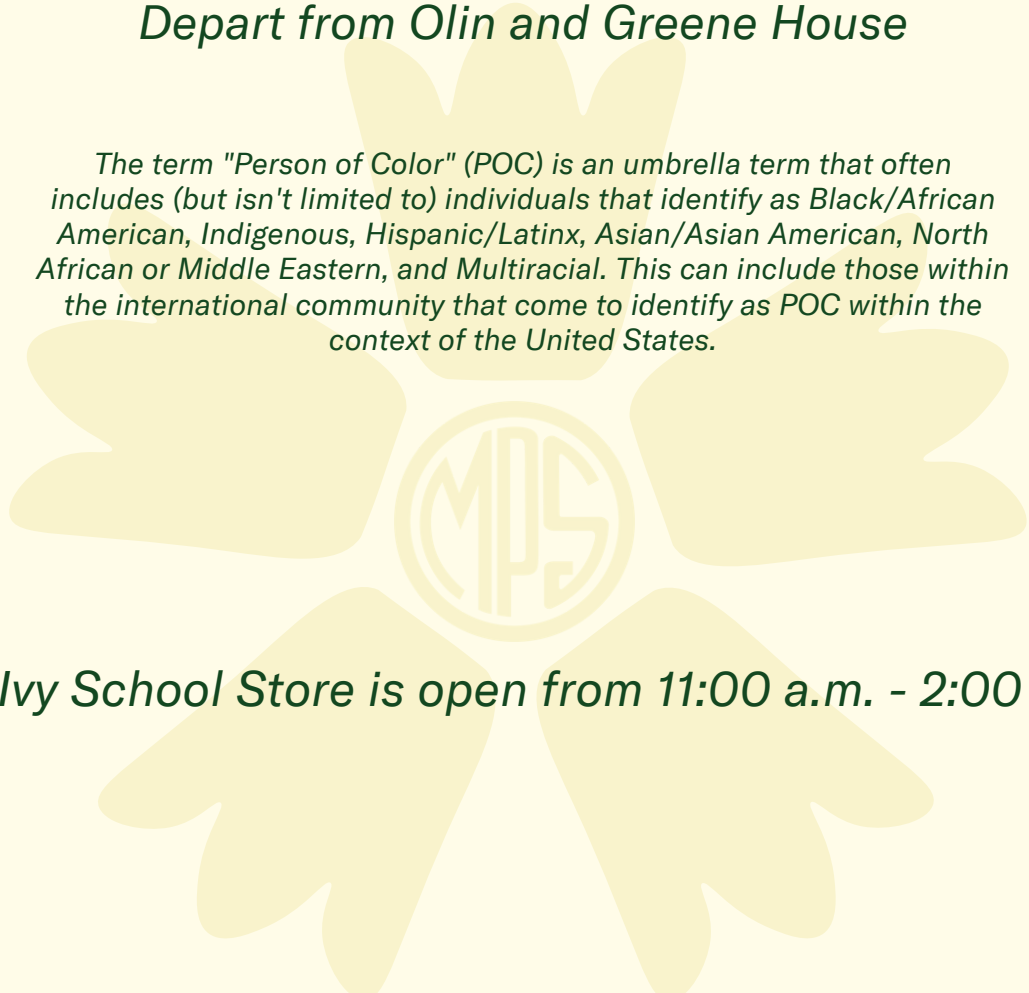 Depart from Olin and Greene House
The term "Person of Color" (POC) is an umbrella term that often
includes (but isn't limited to) individuals that identify as Black/African
American, Indigenous, Hispanic/Latinx, Asian/Asian American, North
African or Middle Eastern, and Multiracial. This can include those within
the international community that come to identify as POC within the
context of the United States.
MPS
Ivy School Store is open from 11:00 a.m. - 2:00